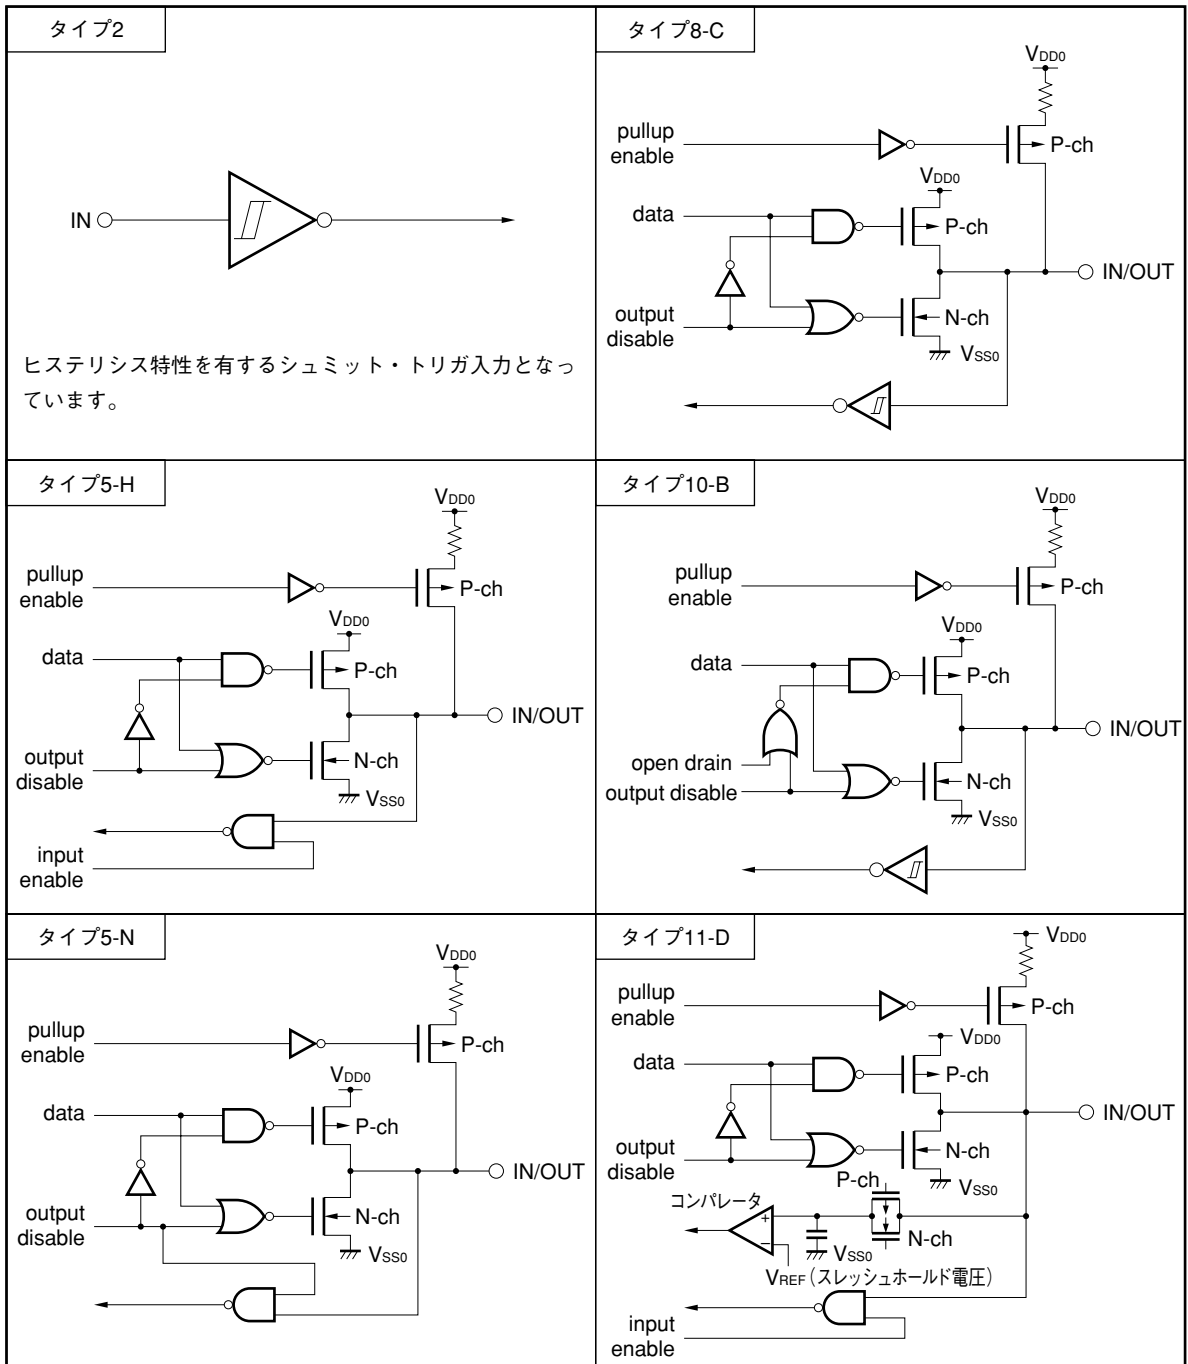 タイプ2
IN
ヒステリシス特性を有するシュミット・トリガ入力となっ
ています。
タイプ8-C
VDD0
pullup
enable
P-ch
VDD0
data
P-ch
IN/OUT
output
disable
N-ch
VSS0
タイプ5-H
VDD0
pullup
enable
P-ch
VDD0
data
P-ch
IN/OUT
output
disable
N-ch
VSS0
input
enable
タイプ10-B
VDD0
pullup
enable
P-ch
VDD0
data
P-ch
IN/OUT
open drain
output disable
N-ch
VSS0
タイプ5-N
VDD0
pullup
enable
P-ch
VDD0
data
P-ch
IN/OUT
output
disable
N-ch
VSS0
タイプ11-D
VDD0
pullup
enable
P-ch
VDD0
data
P-ch
IN/OUT
output
disable
N-ch
VSS0
P-ch
コンパレータ
+
−
N-ch
VSS0
VREF(スレッシュホールド電圧)
input
enable